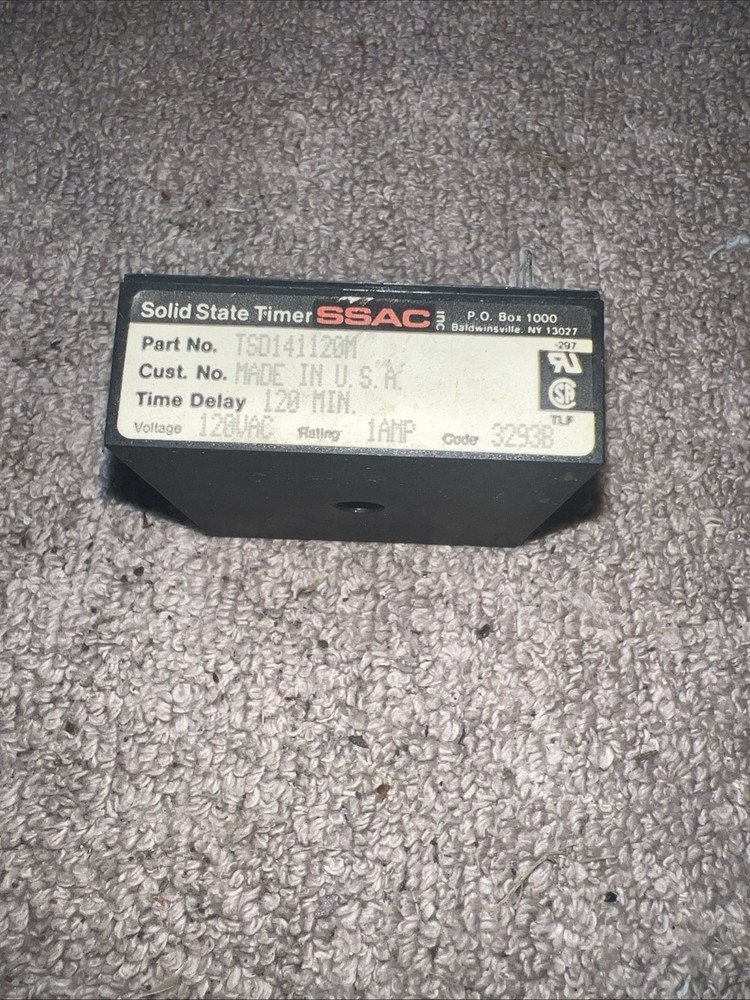 Solid State Timer SSAC INC P.O. Box 1000
Baldwinsville, NY 13027
Part No. TSD141120M -297
Cust. No. MADE IN U.S.A.
Time Delay 120 MIN.
TLF
Voltage 120VAC Rating 1AMP Code 3293B